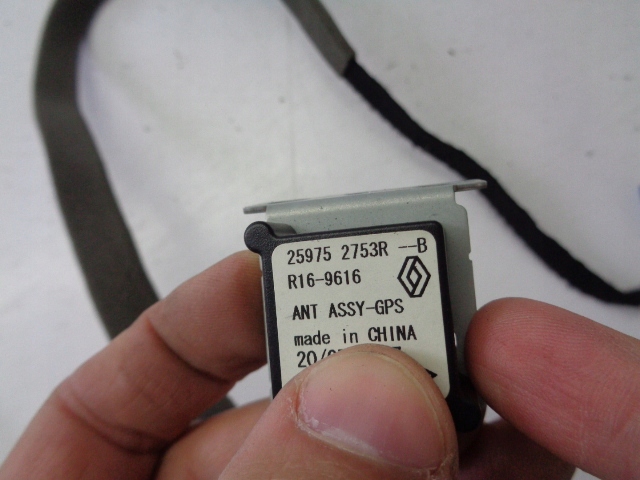 25975 2753R --B
R16-9616
ANT ASSY-GPS
made in CHINA